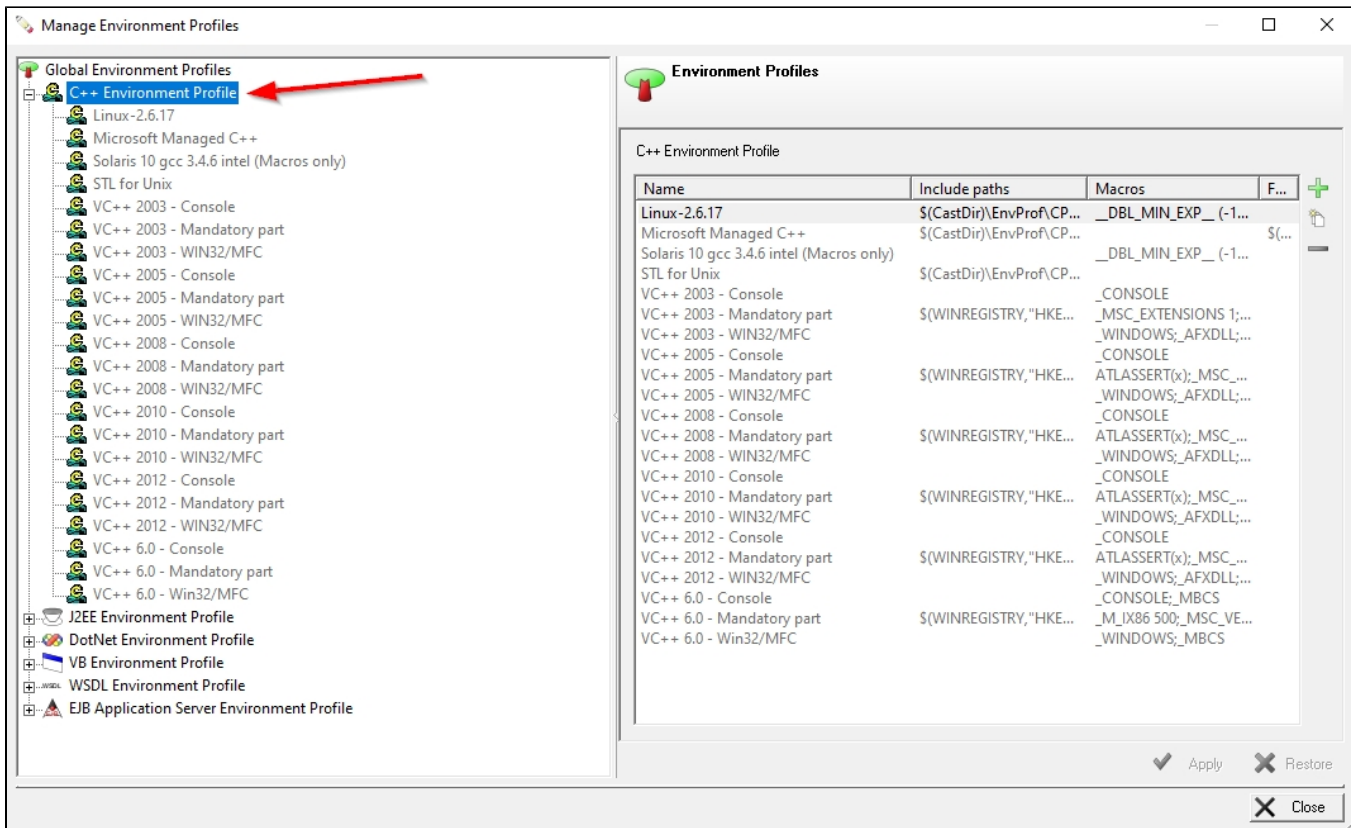 Manage Environment Profiles
Global Environment Profiles
C++ Environment Profile
Linux-2.6.17
Microsoft Managed C++
Solaris 10 gcc 3.4.6 intel (Macros only)
STL for Unix
VC++ 2003 - Console
VC++ 2003 - Mandatory part
VC++ 2003 - WIN32/MFC
VC++ 2005 - Console
VC++ 2005 - Mandatory part
VC++ 2005 - WIN32/MFC
VC++ 2008 - Console
VC++ 2008 - Mandatory part
VC++ 2008 - WIN32/MFC
VC++ 2010 - Console
VC++ 2010 - Mandatory part
VC++ 2010 - WIN32/MFC
VC++ 2012 - Console
VC++ 2012 - Mandatory part
VC++ 2012 - WIN32/MFC
VC++ 6.0 - Console
VC++ 6.0 - Mandatory part
VC++ 6.0 - Win32/MFC
J2EE Environment Profile
DotNet Environment Profile
VB Environment Profile
WSDL Environment Profile
EJB Application Server Environment Profile
Environment Profiles
C++ Environment Profile
Name Include paths Macros F...
Linux-2.6.17 $(CastDir)\EnvProf\CP... __DBL_MIN_EXP__ (-1...
Microsoft Managed C++ $(CastDir)\EnvProf\CP... $(...
Solaris 10 gcc 3.4.6 intel (Macros only) __DBL_MIN_EXP__ (-1...
STL for Unix $(CastDir)\EnvProf\CP...
VC++ 2003 - Console _CONSOLE
VC++ 2003 - Mandatory part $(WINREGISTRY,"HKE... _MSC_EXTENSIONS 1;...
VC++ 2003 - WIN32/MFC _WINDOWS;_AFXDLL;...
VC++ 2005 - Console _CONSOLE
VC++ 2005 - Mandatory part $(WINREGISTRY,"HKE... ATLASSERT(x);_MSC_...
VC++ 2005 - WIN32/MFC _WINDOWS;_AFXDLL;...
VC++ 2008 - Console _CONSOLE
VC++ 2008 - Mandatory part $(WINREGISTRY,"HKE... ATLASSERT(x);_MSC_...
VC++ 2008 - WIN32/MFC _WINDOWS;_AFXDLL;...
VC++ 2010 - Console _CONSOLE
VC++ 2010 - Mandatory part $(WINREGISTRY,"HKE... ATLASSERT(x);_MSC_...
VC++ 2010 - WIN32/MFC _WINDOWS;_AFXDLL;...
VC++ 2012 - Console _CONSOLE
VC++ 2012 - Mandatory part $(WINREGISTRY,"HKE... ATLASSERT(x);_MSC_...
VC++ 2012 - WIN32/MFC _WINDOWS;_AFXDLL;...
VC++ 6.0 - Console _CONSOLE;_MBCS
VC++ 6.0 - Mandatory part $(WINREGISTRY,"HKE... _M_IX86 500;_MSC_VE...
VC++ 6.0 - Win32/MFC _WINDOWS;_MBCS
Apply Restore
Close